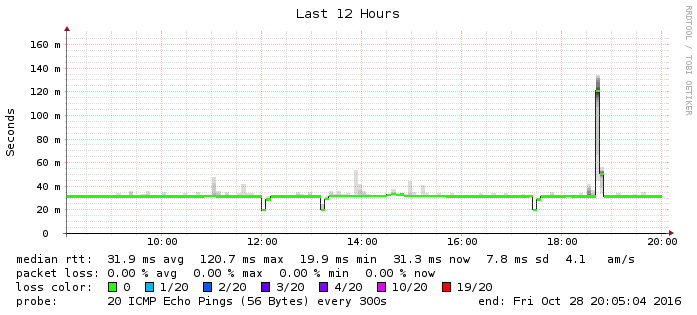 Last 12 Hours
RRDTOOL / TOBI OETIKER
Seconds
160 m
140 m
120 m
100 m
80 m
60 m
40 m
20 m
0
10:00 12:00 14:00 16:00 18:00 20:00
median rtt: 31.9 ms avg 120.7 ms max 19.9 ms min 31.3 ms now 7.8 ms sd 4.1 am/s
packet loss: 0.00 % avg 0.00 % max 0.00 % min 0.00 % now
loss color: 0 1/20 2/20 3/20 4/20 10/20 19/20
probe: 20 ICMP Echo Pings (56 Bytes) every 300s end: Fri Oct 28 20:05:04 2016